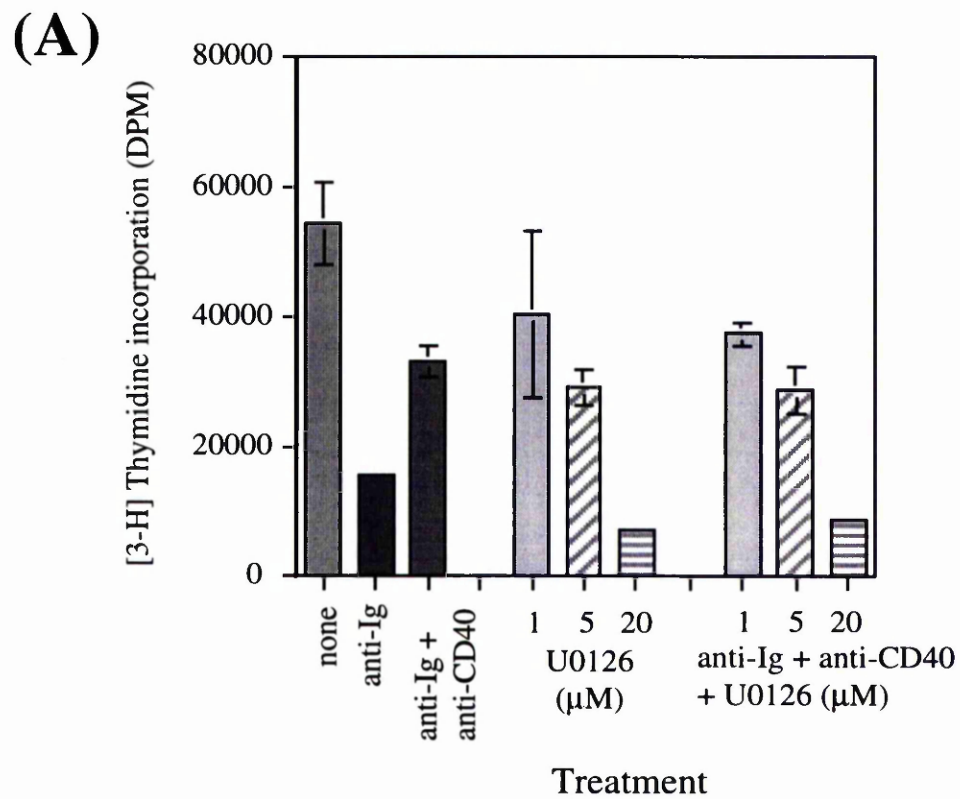 (A)
[3-H] Thymidine incorporation (DPM)
80000
60000
40000
20000
0
none
anti-Ig
anti-Ig +
anti-CD40
1 5 20
U0126
(μM)
1 5 20
anti-Ig + anti-CD40
+ U0126 (μM)
Treatment